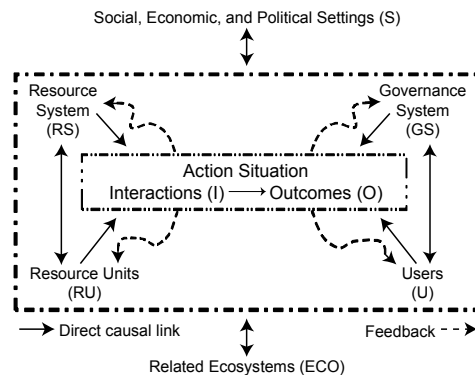 Social, Economic, and Political Settings (S)
Resource
System
(RS)
Governance
System
(GS)
Action Situation
Interactions (I) Outcomes (O)
Resource Units
(RU)
Users
(U)
Direct causal link
Feedback
Related Ecosystems (ECO)